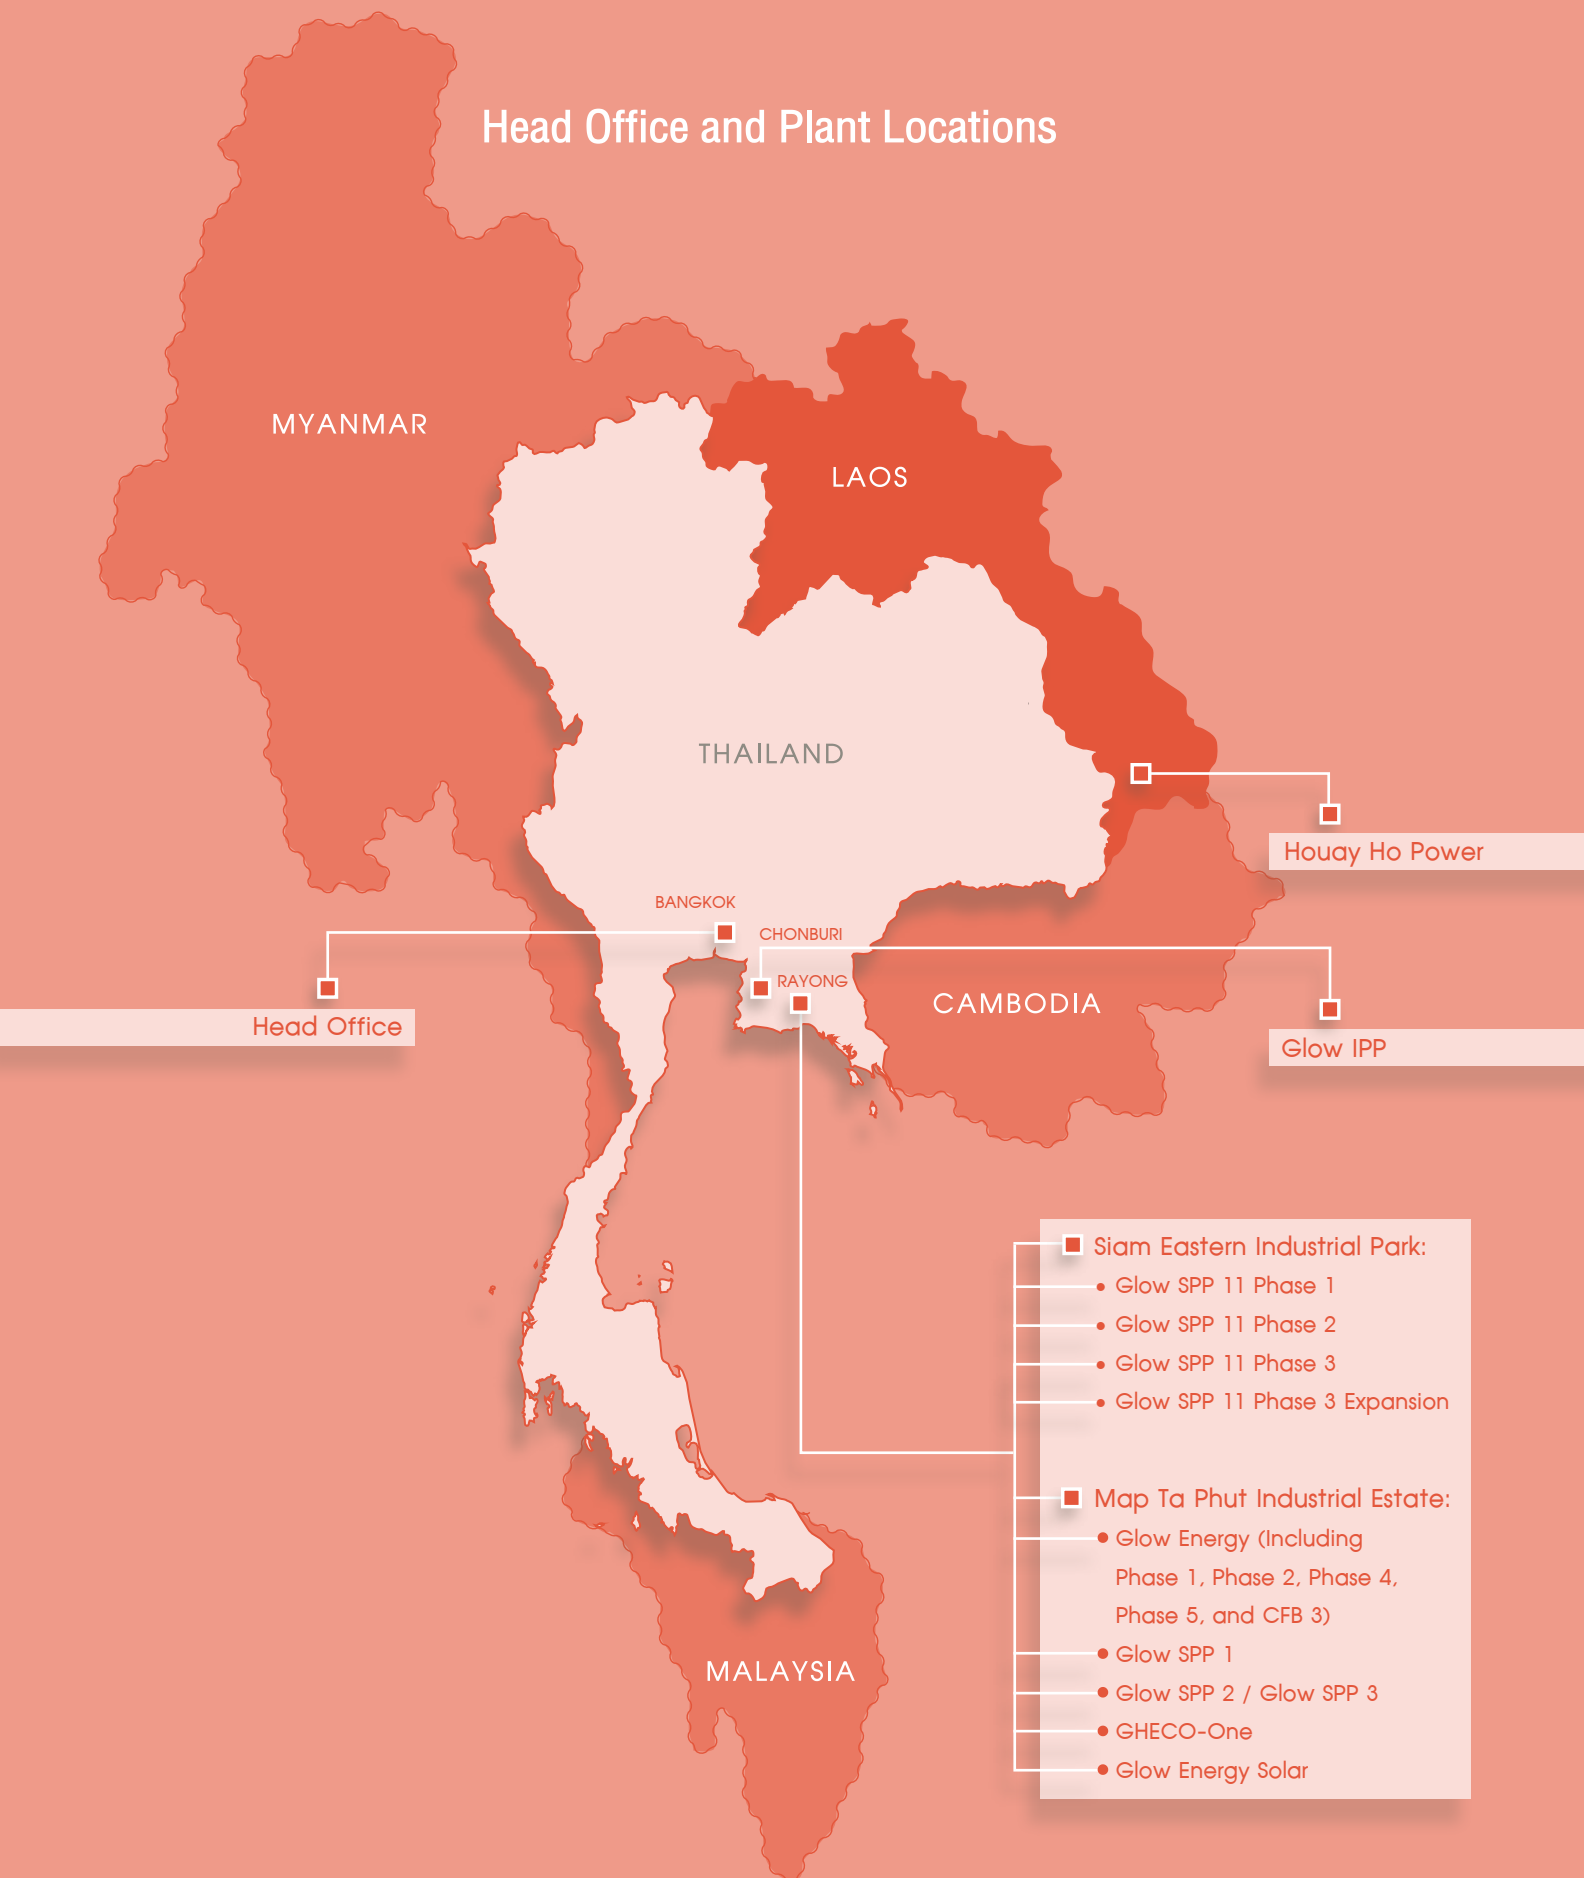 Head Office and Plant Locations
MYANMAR
LAOS
THAILAND
Houay Ho Power
BANGKOK
CHONBURI
RAYONG
CAMBODIA
Head Office
Glow IPP
Siam Eastern Industrial Park:
• Glow SPP 11 Phase 1
• Glow SPP 11 Phase 2
• Glow SPP 11 Phase 3
• Glow SPP 11 Phase 3 Expansion
Map Ta Phut Industrial Estate:
• Glow Energy (Including
Phase 1, Phase 2, Phase 4,
Phase 5, and CFB 3)
• Glow SPP 1
• Glow SPP 2 / Glow SPP 3
• GHECO-One
• Glow Energy Solar
MALAYSIA